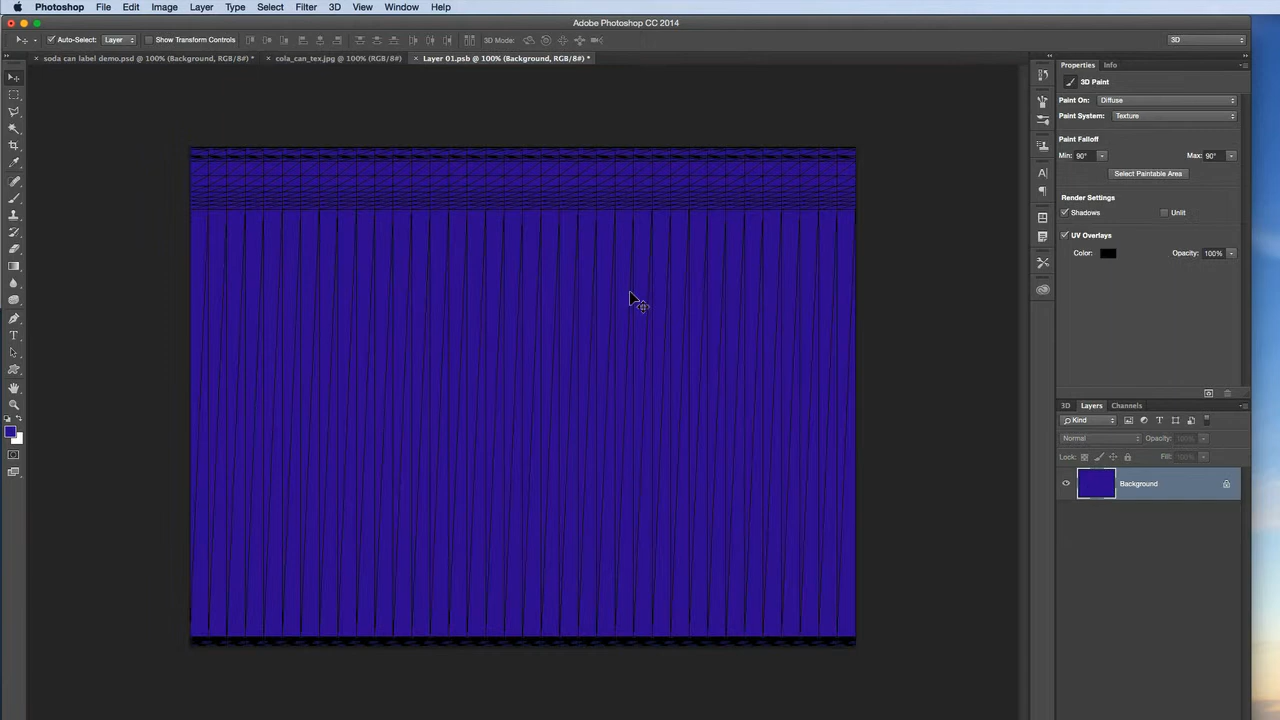 Photoshop File Edit Image Layer Type Select Filter 3D View Window Help
Adobe Photoshop CC 2014
Auto-Select: Layer Show Transform Controls 3D Mode: 3D
soda can label demo.psd @ 100% (Background, RGB/8#) * cola_can_tex.jpg @ 100% (RGB/8#) Layer 01.psb @ 100% (Background, RGB/8#) *
Properties Info
3D Paint
Paint On: Diffuse
Paint System: Texture
Paint Falloff
Min: 90° Max: 90°
Select Paintable Area
Render Settings
Shadows Unlit
UV Overlays
Color: Opacity: 100%
3D Layers Channels
Kind
Normal Opacity: 100%
Lock: Fill: 100%
Background